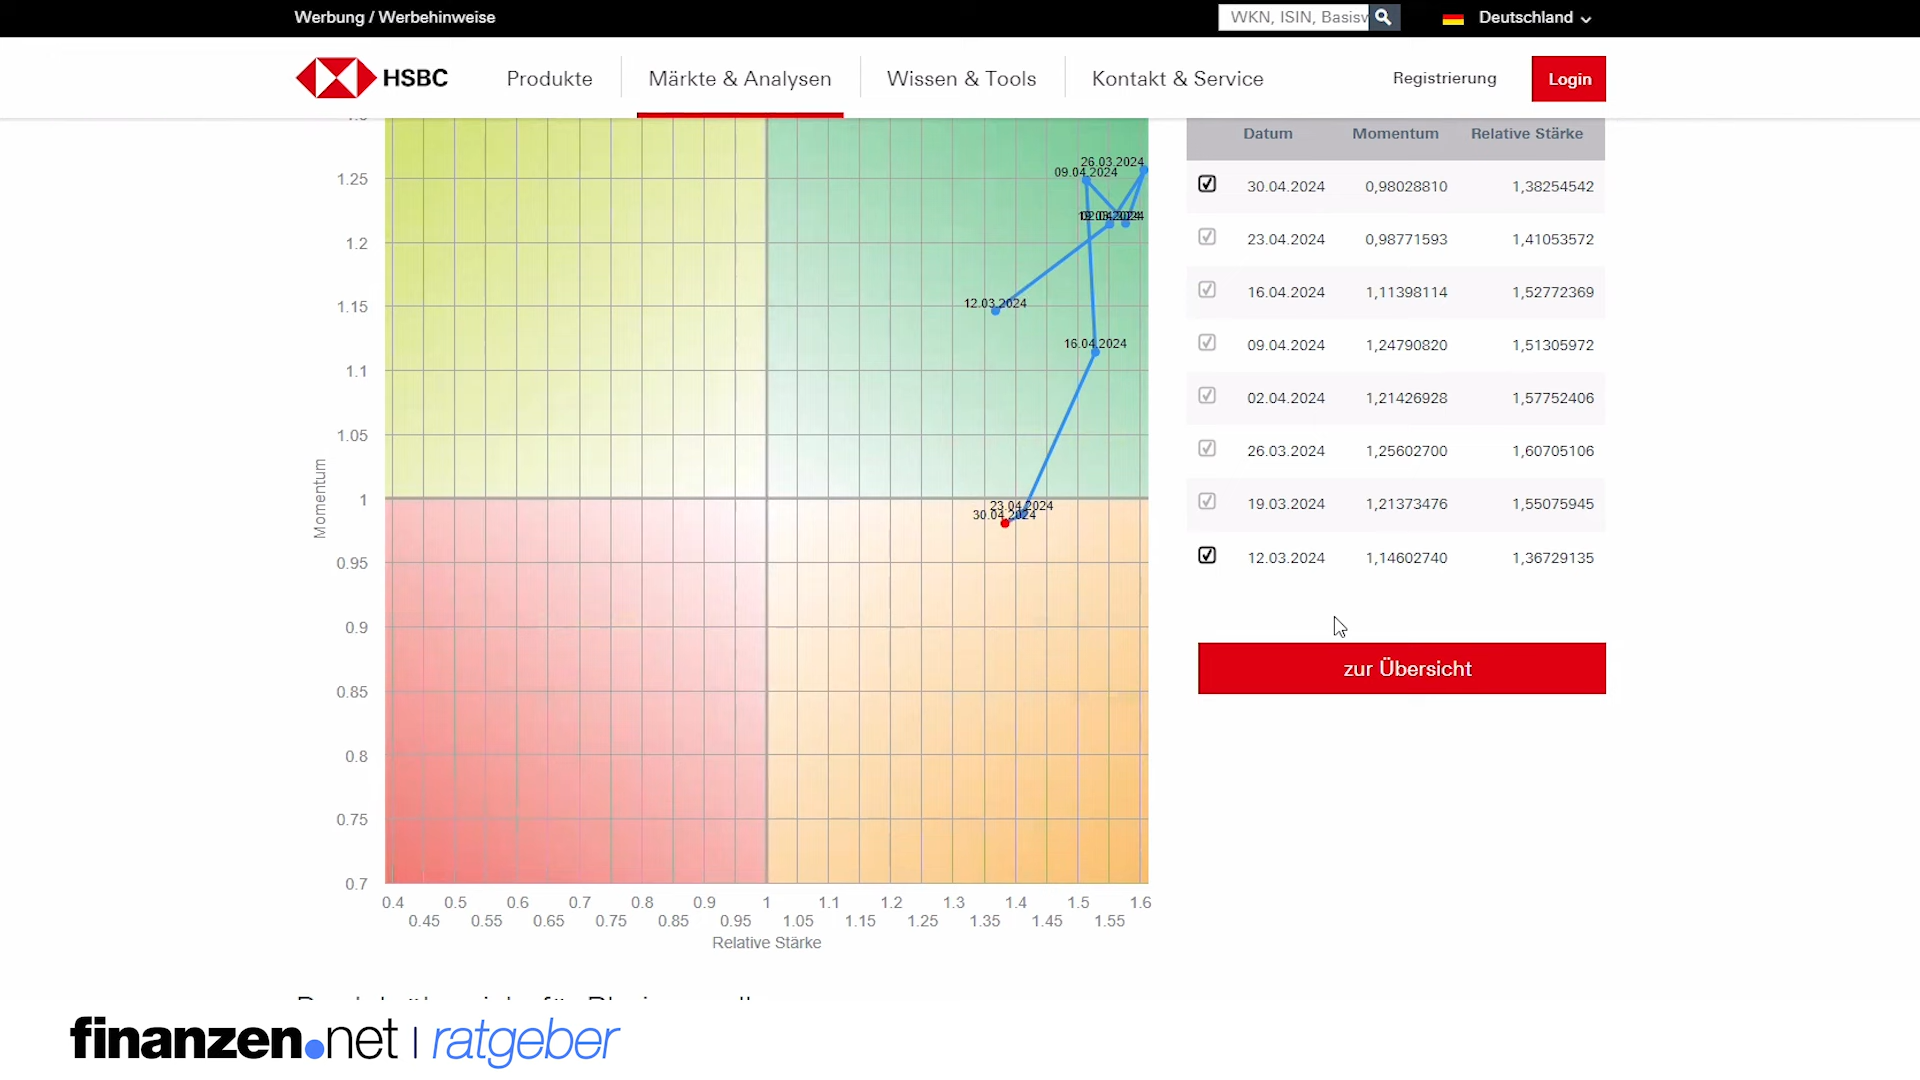 Werbung / Werbehinweise
WKN, ISIN, Basisw
Deutschland
HSBC
Produkte
Märkte & Analysen
Wissen & Tools
Kontakt & Service
Registrierung
Login
Datum Momentum Relative Stärke
30.04.2024 0,98028810 1,38254542
23.04.2024 0,98771593 1,41053572
16.04.2024 1,11398114 1,52772369
09.04.2024 1,24790820 1,51305972
02.04.2024 1,21426928 1,57752406
26.03.2024 1,25602700 1,60705106
19.03.2024 1,21373476 1,55075945
12.03.2024 1,14602740 1,36729135
zur Übersicht
26.03.2024
09.04.2024
12.03.2024
16.04.2024
23.04.2024
30.04.2024
Momentum
1.25
1.2
1.15
1.1
1.05
1
0.95
0.9
0.85
0.8
0.75
0.7
0.4 0.5 0.6 0.7 0.8 0.9 1 1.1 1.2 1.3 1.4 1.5 1.6
0.45 0.55 0.65 0.75 0.85 0.95 1.05 1.15 1.25 1.35 1.45 1.55
Relative Stärke
finanzen.net | ratgeber